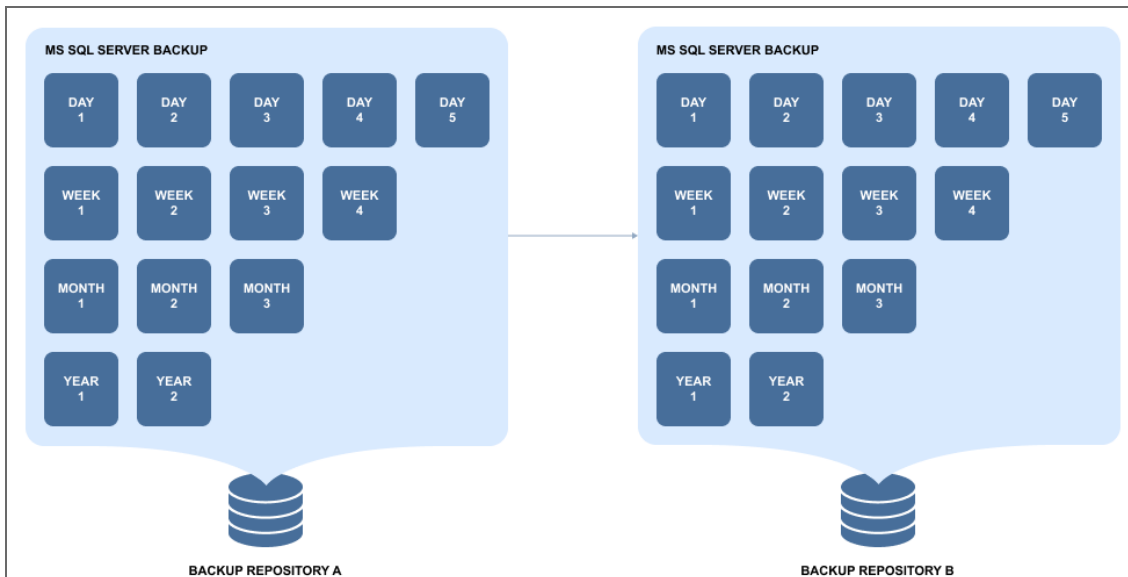 MS SQL SERVER BACKUP
DAY
1
DAY
2
DAY
3
DAY
4
DAY
5
WEEK
1
WEEK
2
WEEK
3
WEEK
4
MONTH
1
MONTH
2
MONTH
3
YEAR
1
YEAR
2
BACKUP REPOSITORY A
MS SQL SERVER BACKUP
DAY
1
DAY
2
DAY
3
DAY
4
DAY
5
WEEK
1
WEEK
2
WEEK
3
WEEK
4
MONTH
1
MONTH
2
MONTH
3
YEAR
1
YEAR
2
BACKUP REPOSITORY B